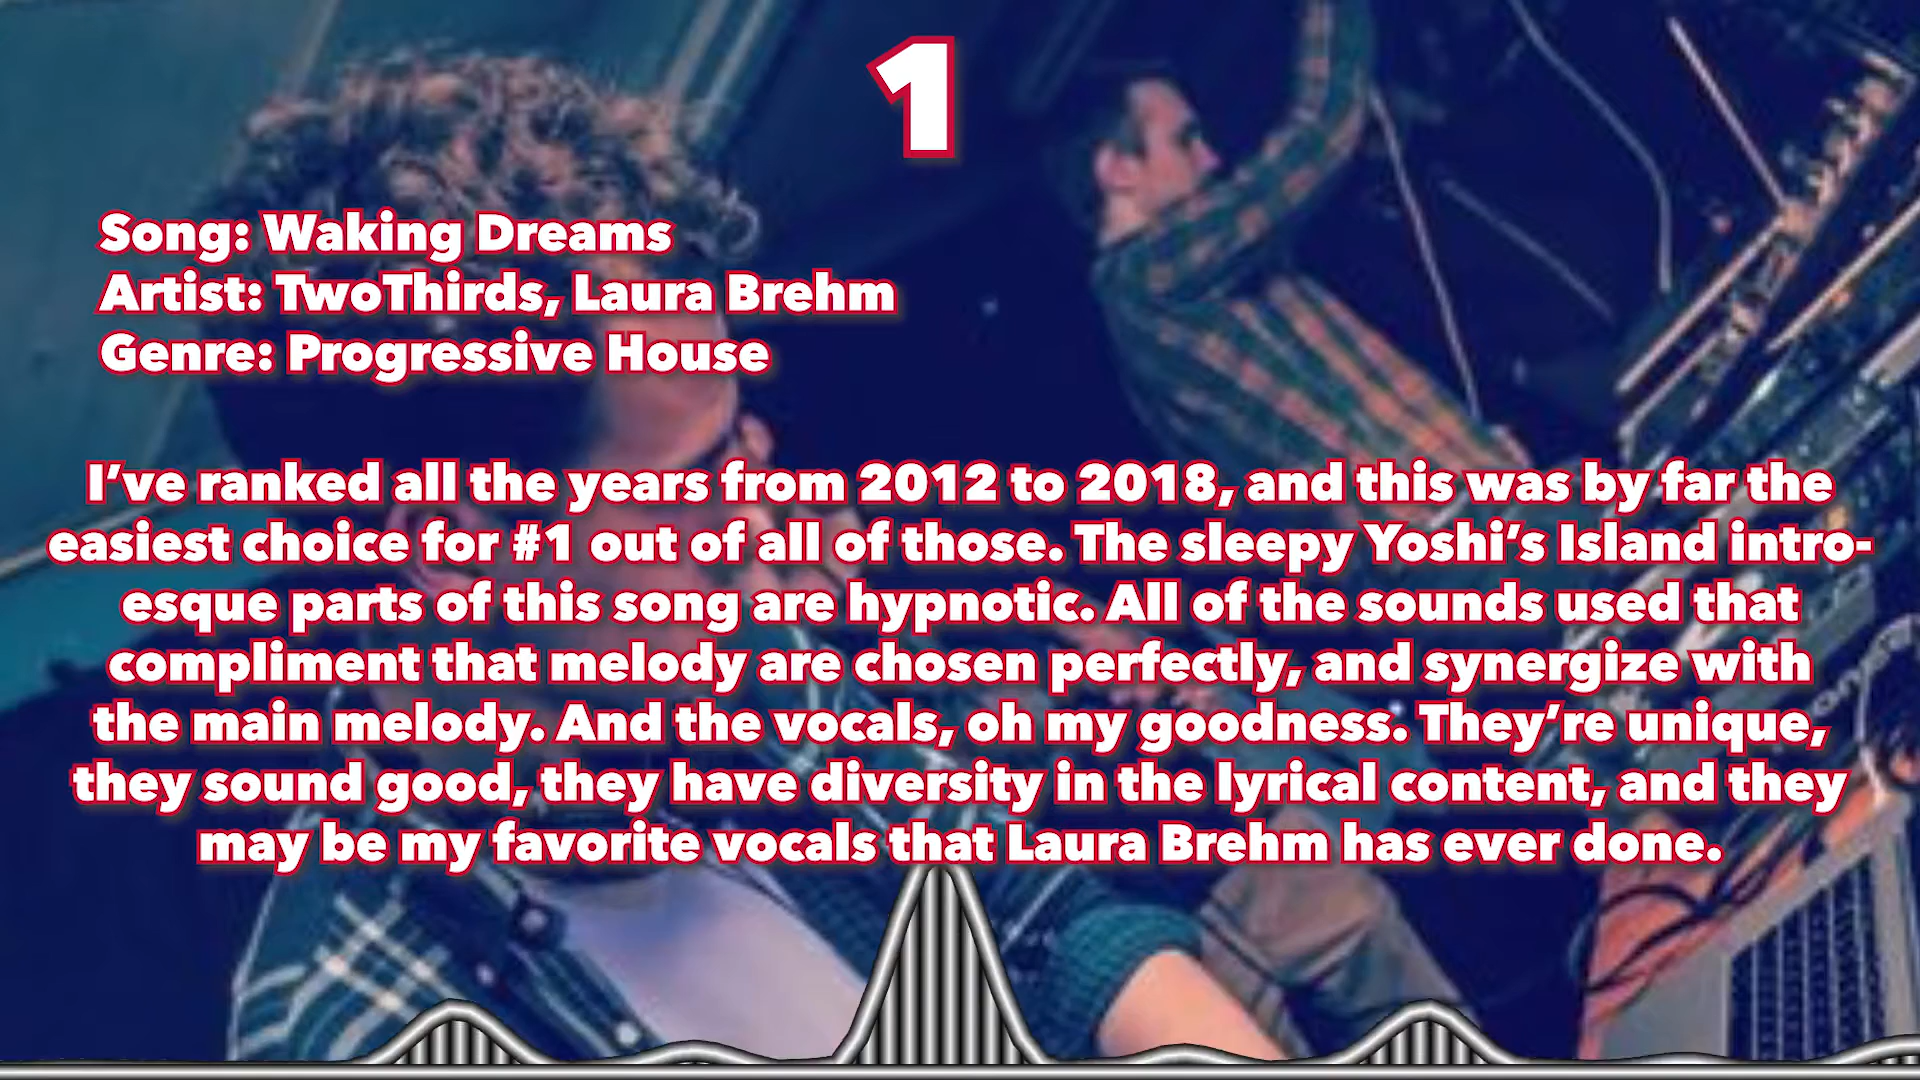 1
Song: Waking Dreams
Artist: TwoThirds, Laura Brehm
Genre: Progressive House
I’ve ranked all the years from 2012 to 2018, and this was by far the
easiest choice for #1 out of all of those. The sleepy Yoshi’s Island intro-
esque parts of this song are hypnotic. All of the sounds used that
compliment that melody are chosen perfectly, and synergize with
the main melody. And the vocals, oh my goodness. They’re unique,
they sound good, they have diversity in the lyrical content, and they
may be my favorite vocals that Laura Brehm has ever done.